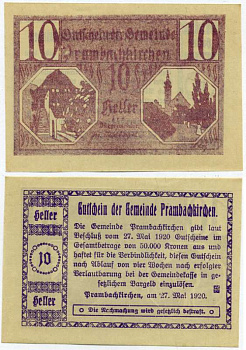 Gutschein der Gemeinde
10 Prambachkirchen 10
10
Heller
Heller
10
Heller
Gutschein der Gemeinde Prambachkirchen.
Die Gemeinde Prambachkirchen gibt laut
Beschluß vom 27. Mai 1920 Gutscheine im
Gesamtbetrage von 50.000 Kronen aus und
haftet für die Verbindlichkeit, diesen Gutschein
nach Ablauf von vier Wochen nach erfolgter
Verlautbarung bei der Gemeindekasse in ge-
setzlichem Bargeld einzulösen.
Prambachkirchen, am 27. Mai 1920.
Die Nachmachung wird gesetzlich bestraft.